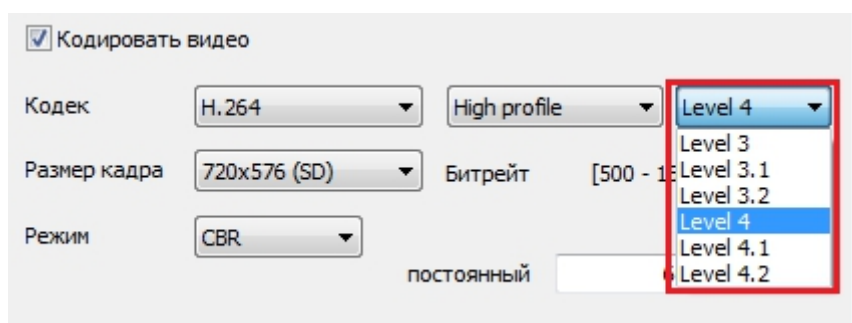 Кодировать видео
Кодек H.264 High profile Level 4
Level 3
Level 3.1
Level 3.2
Level 4
Level 4.1
Level 4.2
Размер кадра 720x576 (SD) Битрейт [500 -
Режим CBR
постоянный